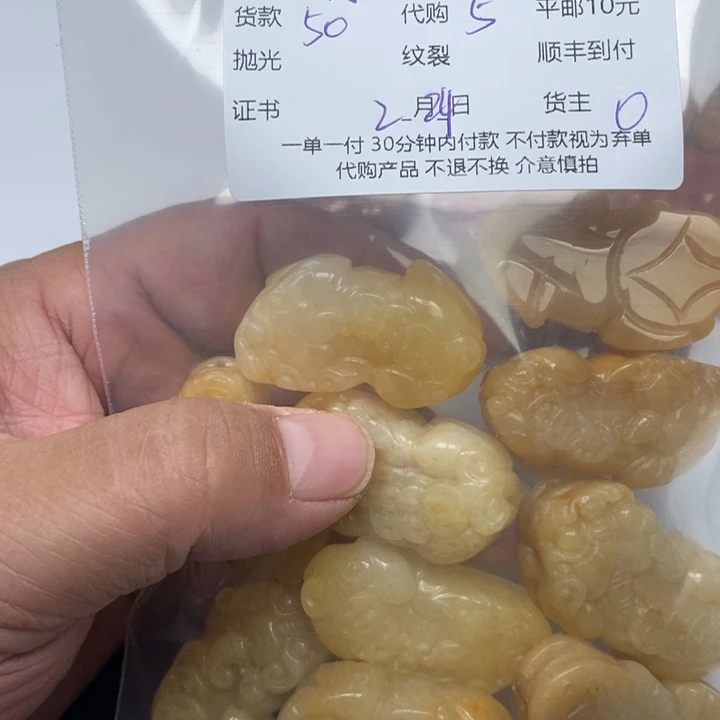 货款 50 代购 5 平邮10元
纹裂
抛光 顺丰到付
证书 2 月 24 日 货主 0
一单一付 30分钟内付款 不付款视为弃单
代购产品 不退不换 介意慎拍